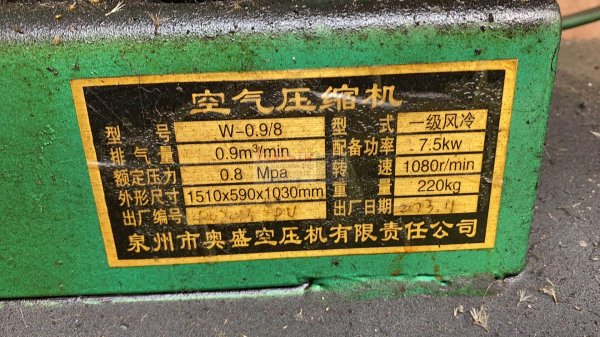 空气压缩机
型号 W-0.9/8 型式 一级风冷
排气量 0.9m³/min 配备功率 7.5kw
额定压力 0.8 Mpa 转速 1080r/min
外形尺寸 1510x590x1030mm 重量 220kg
出厂编号 出厂日期
泉州市奥盛空压机有限责任公司